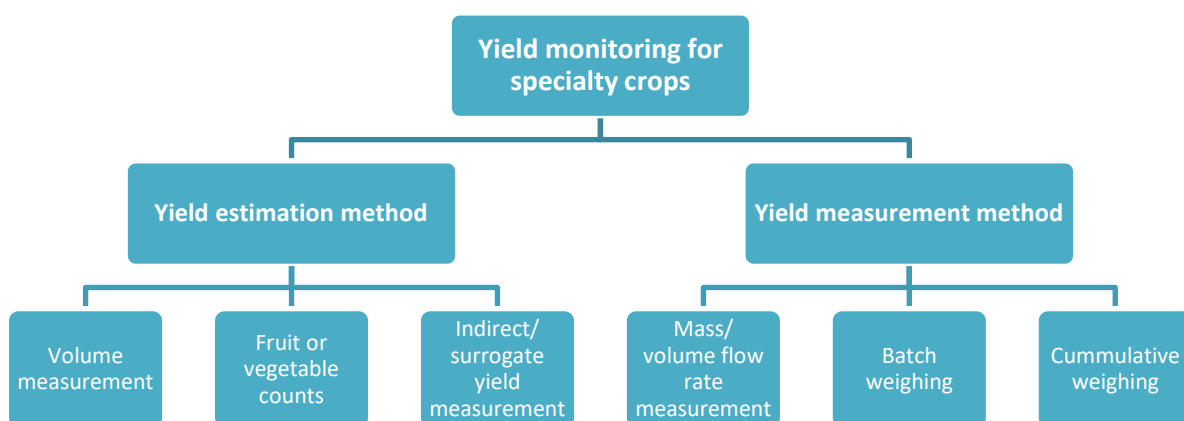 Yield monitoring for
specialty crops
Yield estimation method
Yield measurement method
Volume
measurement
Fruit or
vegetable
counts
Indirect/
surrogate yield
measurement
Mass/
volume flow
rate
measurement
Batch
weighing
Cummulative
weighing